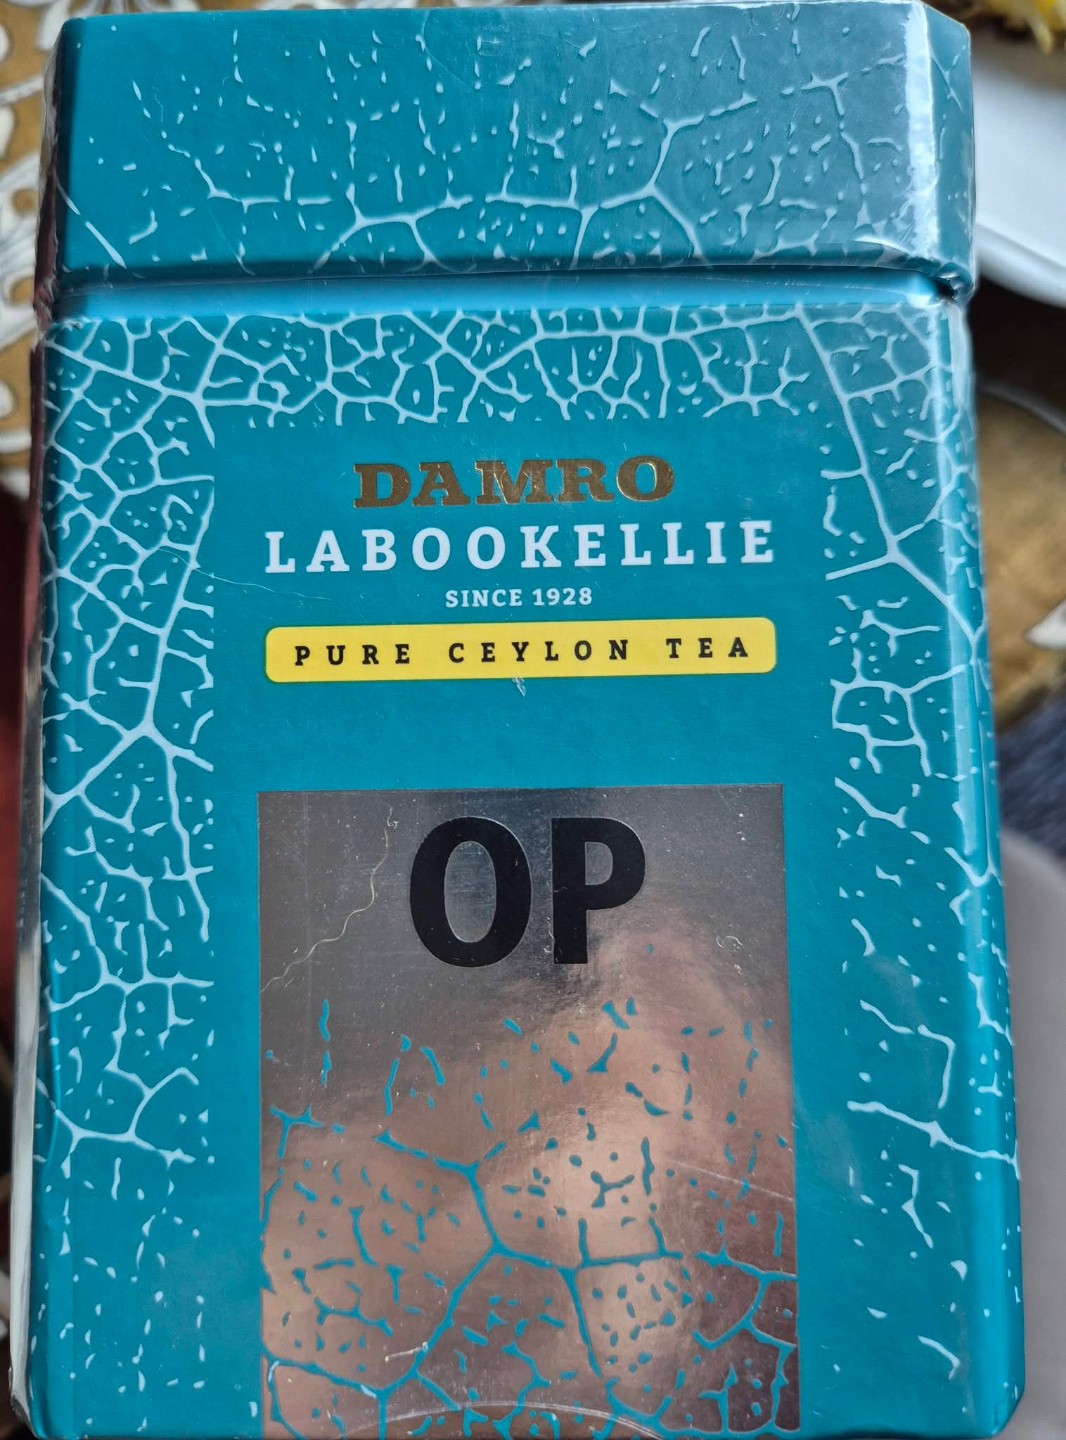 DAMRO
LABOOKELLIE
SINCE 1928
PURE CEYLON TEA
OP